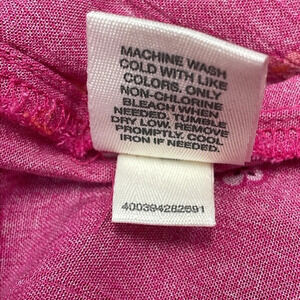 MACHINE WASH
COLD WITH LIKE
COLORS. ONLY
NON-CHLORINE
BLEACH WHEN
NEEDED. TUMBLE
DRY LOW. REMOVE
PROMPTLY. COOL
IRON IF NEEDED.
400394282591